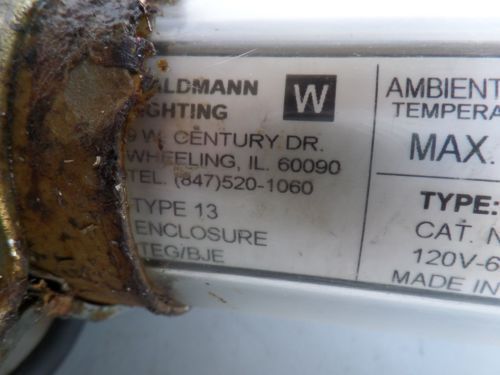 ALDMANN
GHTING
9 W. CENTURY DR.
WHEELING, IL. 60090
TEL. (847)520-1060
TYPE 13
ENCLOSURE
TEG/BJE
W
AMBIENT
TEMPERA
MAX.
TYPE:
CAT. N
120V-6
MADE IN